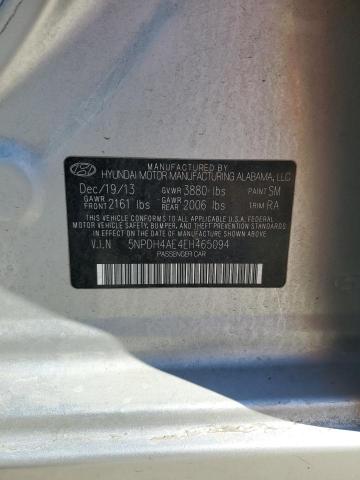 MANUFACTURED BY
HYUNDAI MOTOR MANUFACTURING ALABAMA, LLC
Dec/19/13 GVWR 3880 lbs PAINT SM
GAWR FRONT 2161 lbs GAWR REAR 2006 lbs TRIM RA
THIS VEHICLE CONFORMS TO ALL APPLICABLE U.S. FEDERAL
MOTOR VEHICLE SAFETY, BUMPER, AND THEFT PREVENTION
STANDARDS IN EFFECT ON THE DATE OF MANUFACTURE SHOWN ABOVE.
V.I.N 5NPDH4AE4EH465094
PASSENGER CAR